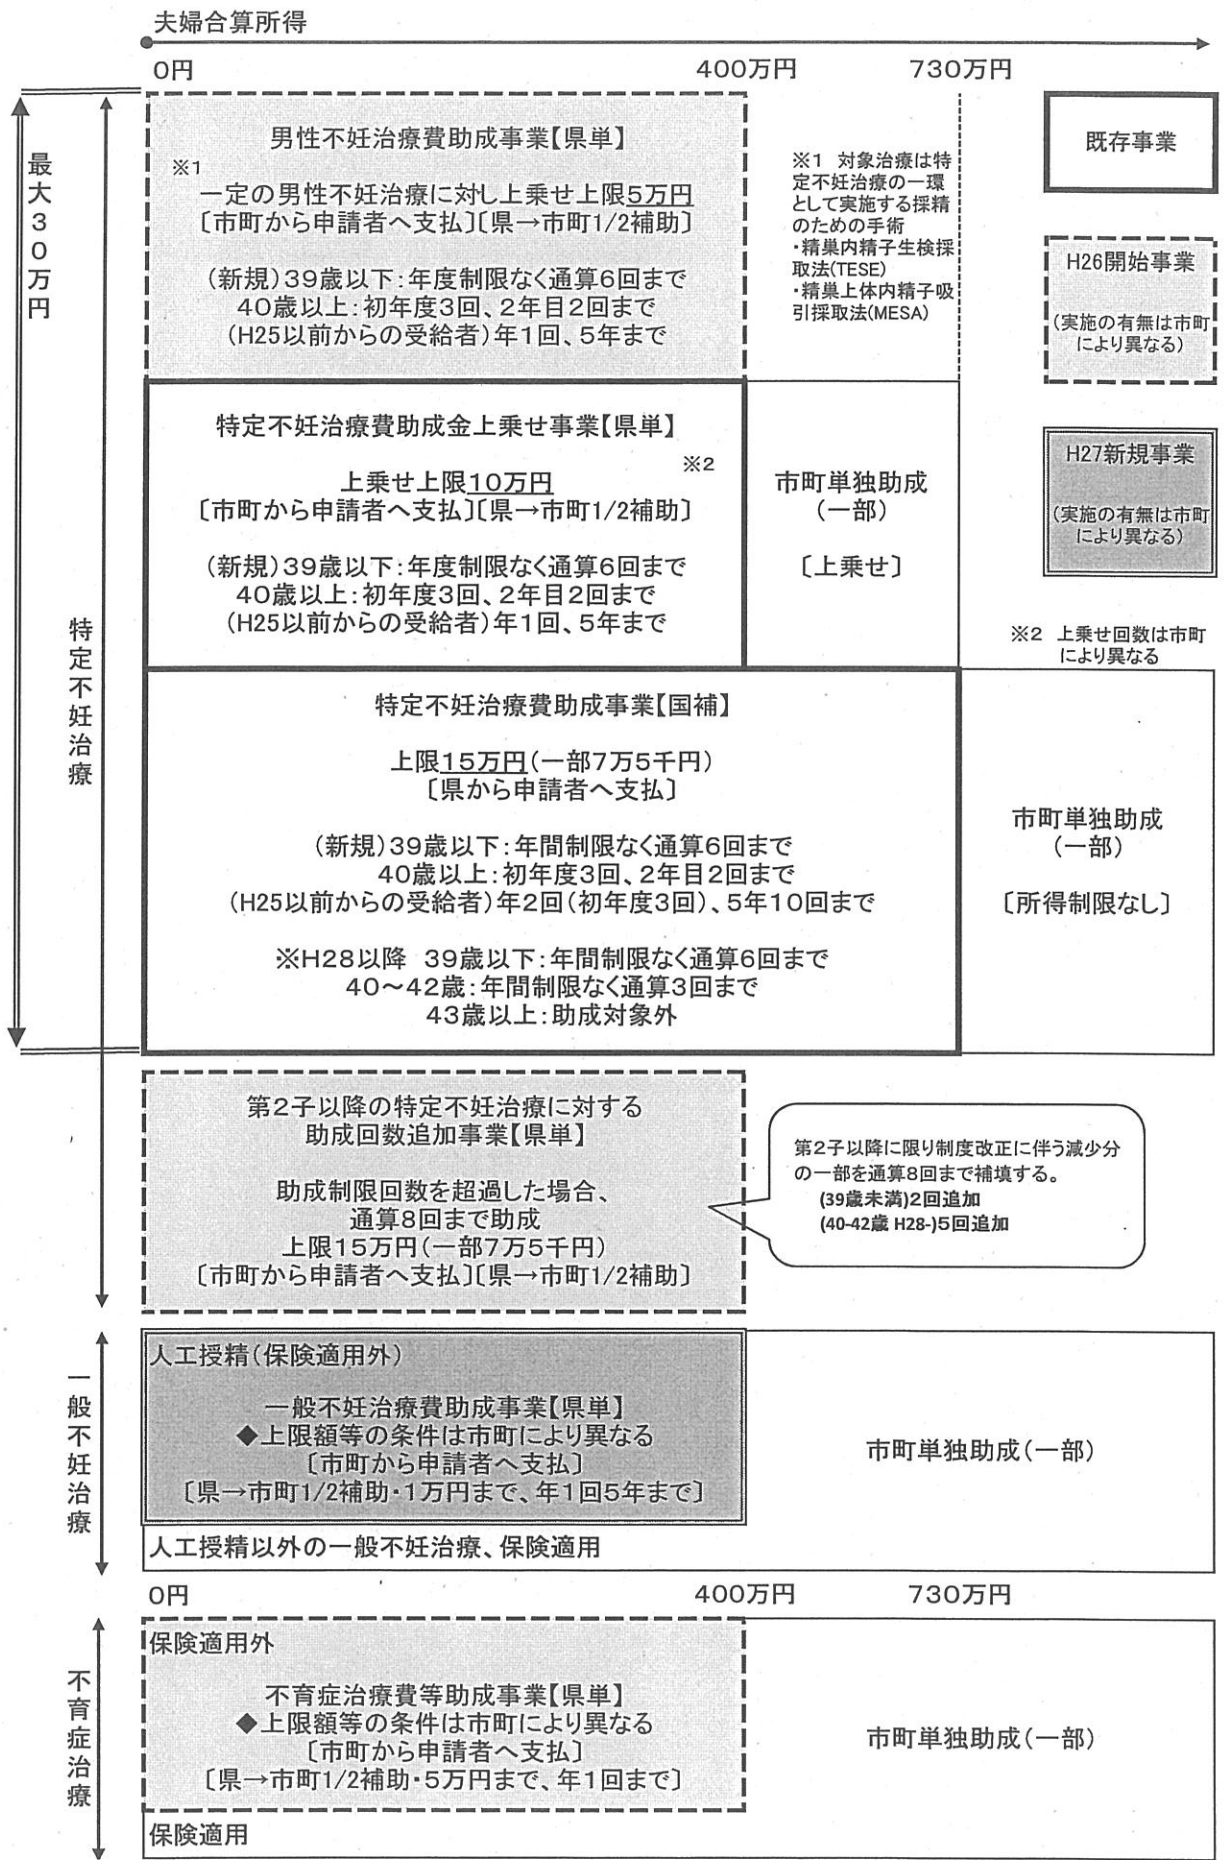 夫婦合算所得
0円
400万円
730万円
最大30万円
特定不妊治療
男性不妊治療費助成事業【県単】
※1
一定の男性不妊治療に対し上乗せ上限5万円
〔市町から申請者へ支払〕〔県→市町1/2補助〕
(新規)39歳以下:年度制限なく通算6回まで
40歳以上:初年度3回、2年目2回まで
(H25以前からの受給者)年1回、5年まで
※1 対象治療は特
定不妊治療の一環
として実施する採精
のための手術
・精巣内精子生検採
取法(TESE)
・精巣上体内精子吸
引採取法(MESA)
既存事業
H26開始事業
(実施の有無は市町
により異なる)
H27新規事業
(実施の有無は市町
により異なる)
※2 上乗せ回数は市町
により異なる
特定不妊治療費助成金上乗せ事業【県単】
※2
上乗せ上限10万円
〔市町から申請者へ支払〕〔県→市町1/2補助〕
(新規)39歳以下:年度制限なく通算6回まで
40歳以上:初年度3回、2年目2回まで
(H25以前からの受給者)年1回、5年まで
市町単独助成
(一部)
〔上乗せ〕
特定不妊治療費助成事業【国補】
上限15万円(一部7万5千円)
〔県から申請者へ支払〕
(新規)39歳以下:年間制限なく通算6回まで
40歳以上:初年度3回、2年目2回まで
(H25以前からの受給者)年2回(初年度3回)、5年10回まで
※H28以降 39歳以下:年間制限なく通算6回まで
40～42歳:年間制限なく通算3回まで
43歳以上:助成対象外
市町単独助成
(一部)
〔所得制限なし〕
第2子以降の特定不妊治療に対する
助成回数追加事業【県単】
助成制限回数を超過した場合、
通算8回まで助成
上限15万円(一部7万5千円)
〔市町から申請者へ支払〕〔県→市町1/2補助〕
第2子以降に限り制度改正に伴う減少分
の一部を通算8回まで補填する。
(39歳未満)2回追加
(40-42歳 H28-)5回追加
一般不妊治療
人工授精(保険適用外)
一般不妊治療費助成事業【県単】
◆上限額等の条件は市町により異なる
〔市町から申請者へ支払〕
〔県→市町1/2補助・1万円まで、年1回5年まで〕
人工授精以外の一般不妊治療、保険適用
市町単独助成(一部)
0円
400万円
730万円
不育症治療
保険適用外
不育症治療費等助成事業【県単】
◆上限額等の条件は市町により異なる
〔市町から申請者へ支払〕
〔県→市町1/2補助・5万円まで、年1回まで〕
保険適用
市町単独助成(一部)